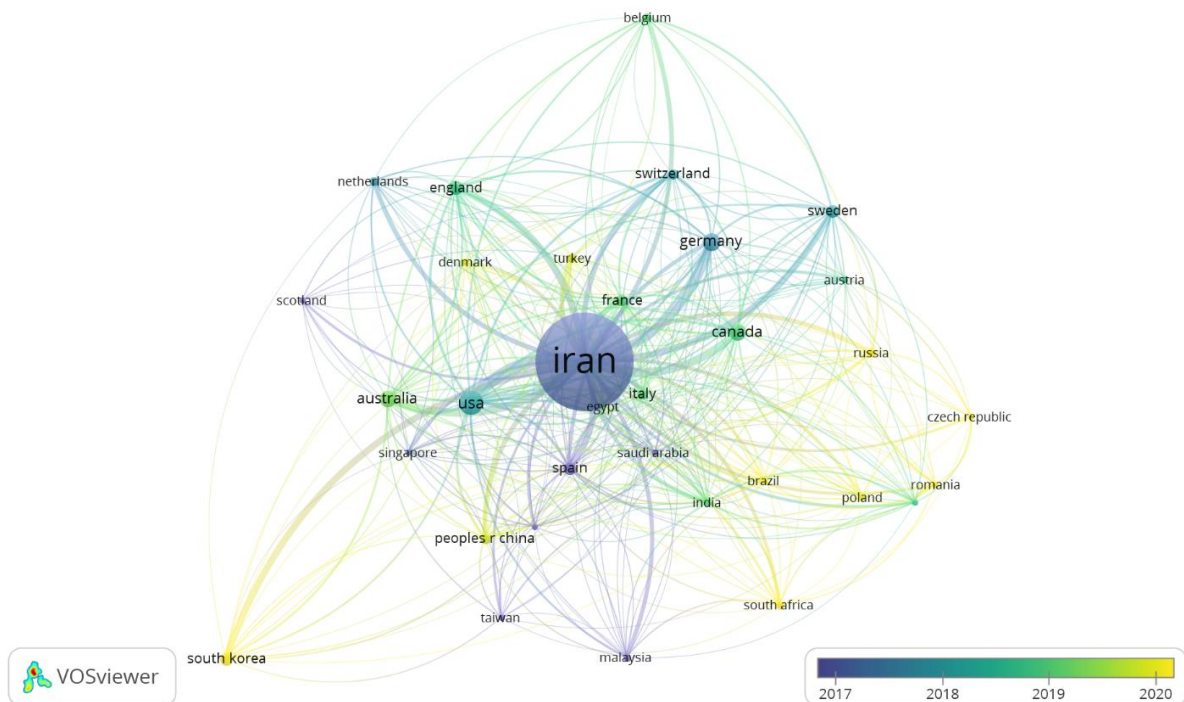 belgium
switzerland
netherlands
england
sweden
germany
turkey
denmark
austria
scotland
france
canada
russia
iran
italy
australia
usa
egypt
czech republic
singapore
saudi arabia
spain
brazil
romania
poland
india
peoples r china
south africa
taiwan
malaysia
south korea
VOSviewer
2017 2018 2019 2020